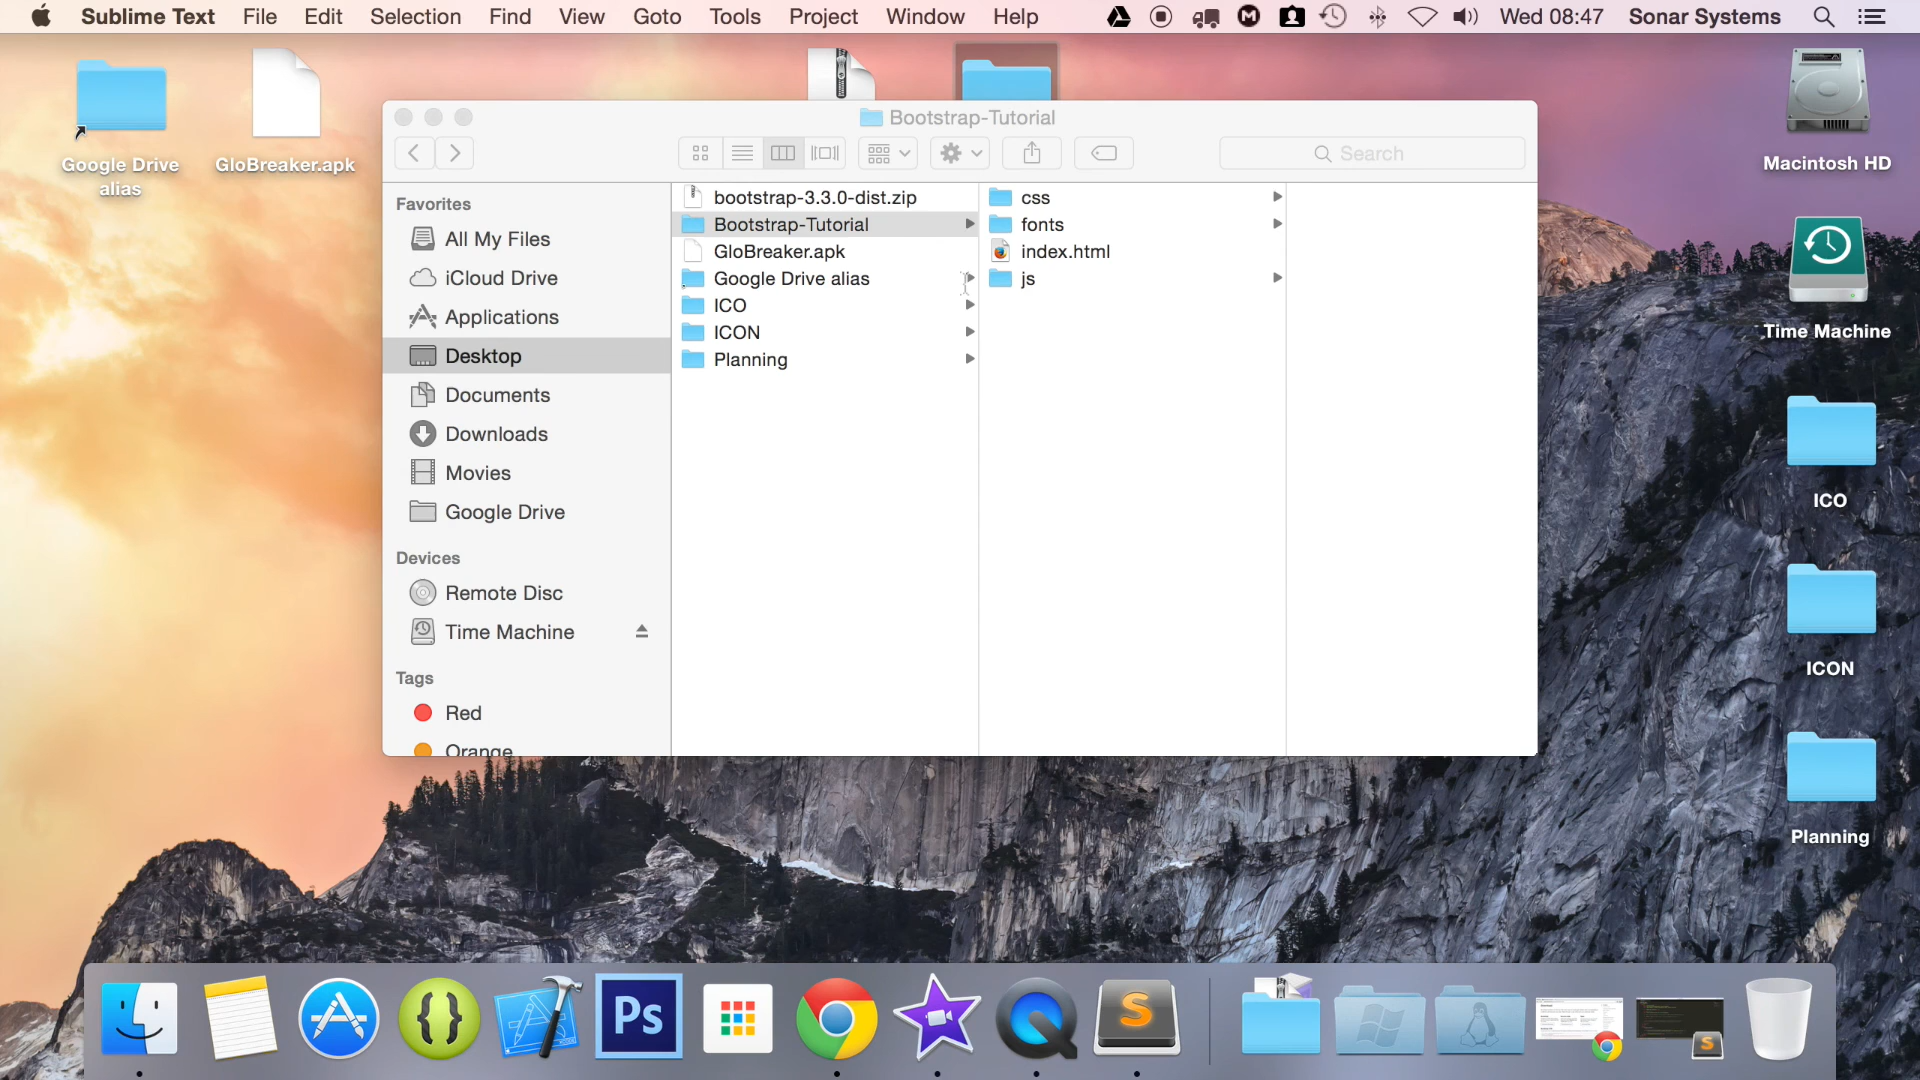 Sublime Text File Edit Selection Find View Goto Tools Project Window Help Wed 08:47 Sonar Systems
Google Drive
alias
GloBreaker.apk
Macintosh HD
Time Machine
ICO
ICON
Planning
Bootstrap-Tutorial
Search
Favorites
All My Files
iCloud Drive
Applications
Desktop
Documents
Downloads
Movies
Google Drive
Devices
Remote Disc
Time Machine
Tags
Red
Orange
bootstrap-3.3.0-dist.zip
Bootstrap-Tutorial
GloBreaker.apk
Google Drive alias
ICO
ICON
Planning
css
fonts
index.html
js
Ps
S